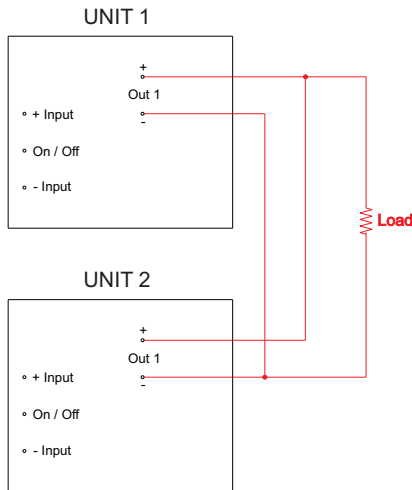 UNIT 1
+
Out 1
-
+ Input
On / Off
- Input
Load
UNIT 2
+
Out 1
-
+ Input
On / Off
- Input